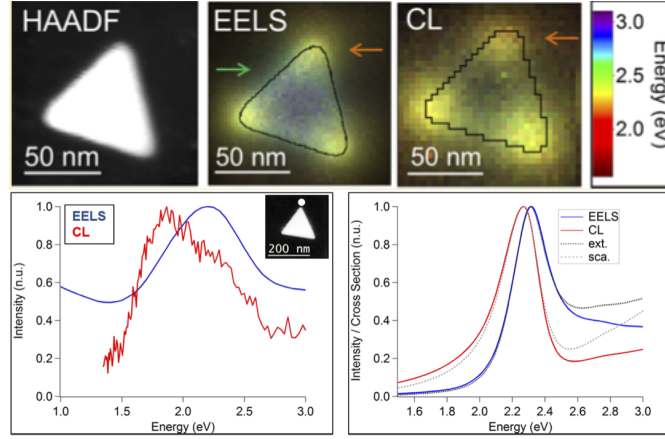 HAADF
50 nm
EELS
50 nm
CL
50 nm
3.0
2.5
2.0
Energy (eV)
EELS
CL
200 nm
Intensity (n.u.)
1.0
0.8
0.6
0.4
0.2
0.0
1.0 1.5 2.0 2.5 3.0
Energy (eV)
EELS
CL
ext.
sca.
Intensity / Cross Section (n.u.)
1.0
0.8
0.6
0.4
0.2
0.0
1.6 1.8 2.0 2.2 2.4 2.6 2.8 3.0
Energy (eV)